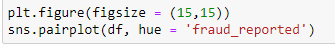 plt.figure(figsize = (15,15))
sns.pairplot(df, hue = 'fraud_reported')